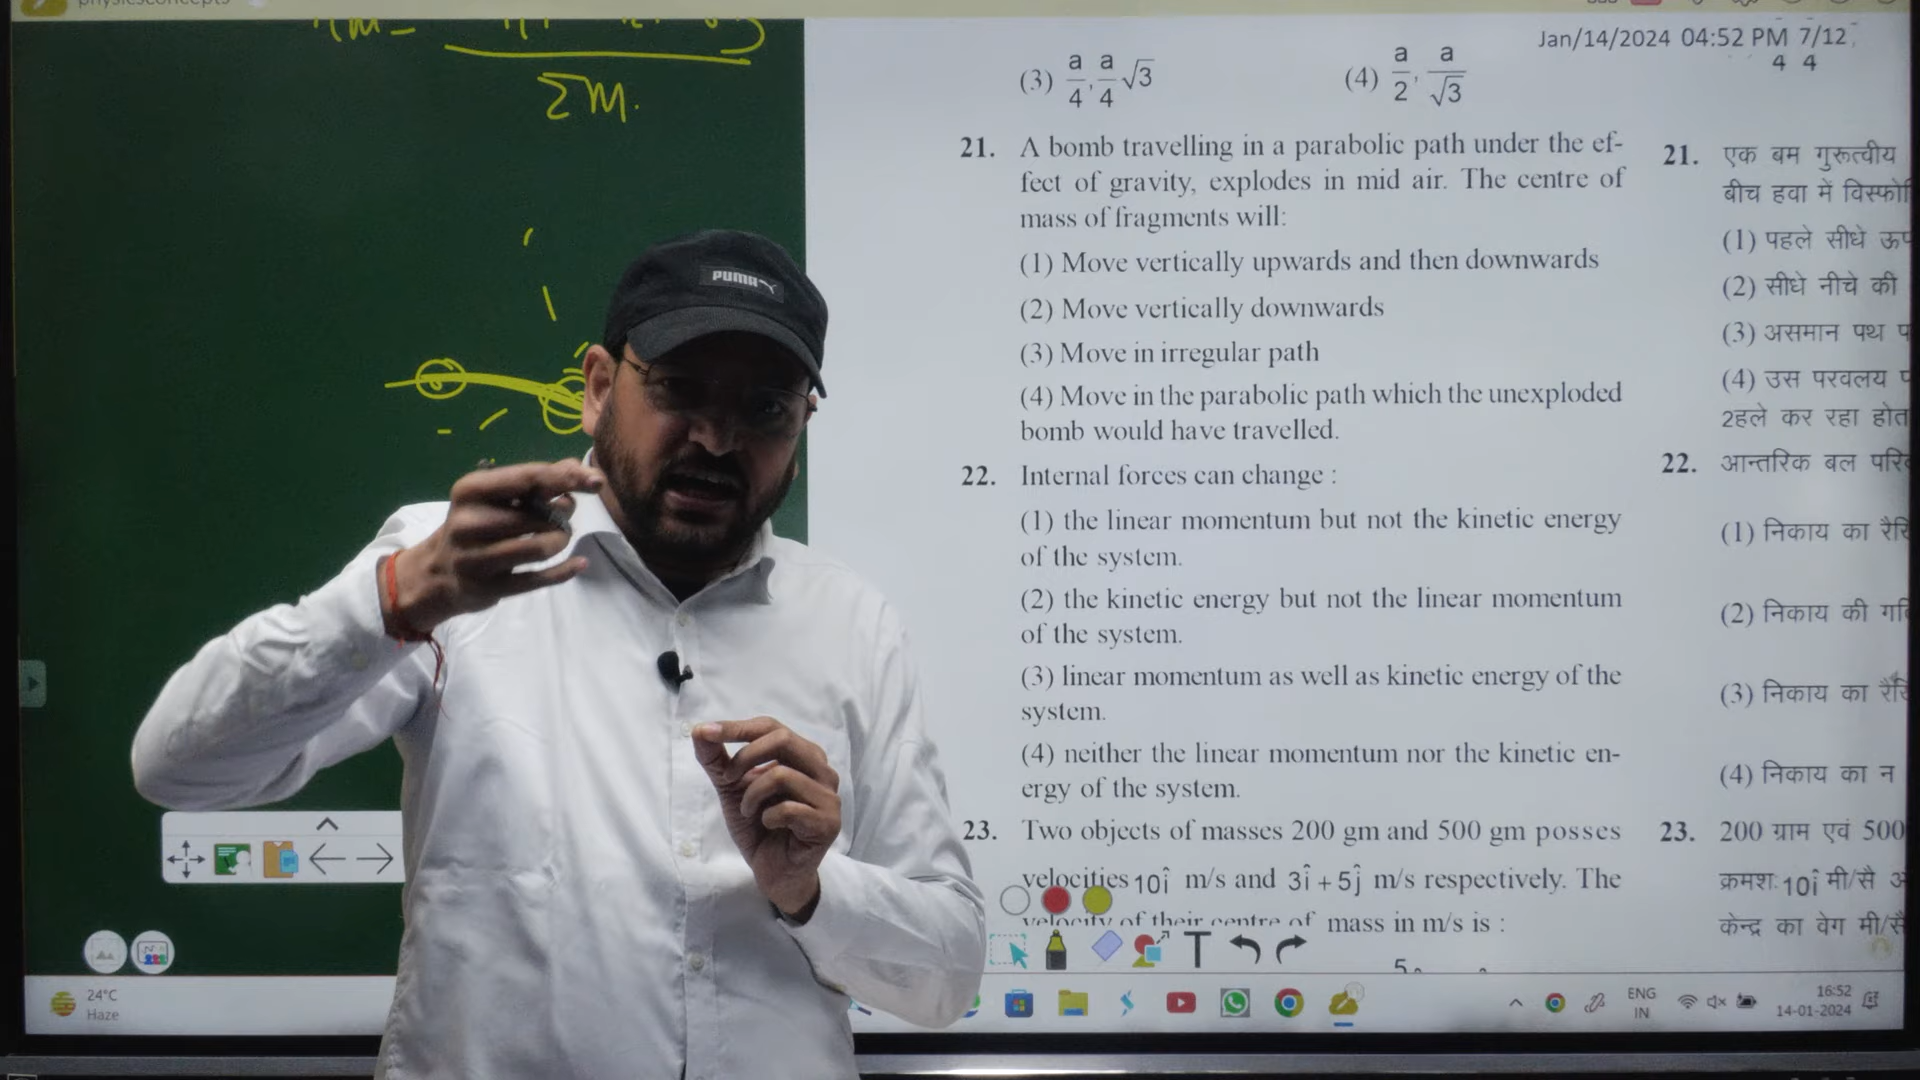 physicsconcepts
ΣM.
Jan/14/2024 04:52 PM 7/12
4 4
(3) a/4, a/4 √3
(4) a/2, a/√3
21. A bomb travelling in a parabolic path under the ef-
fect of gravity, explodes in mid air. The centre of
mass of fragments will:
(1) Move vertically upwards and then downwards
(2) Move vertically downwards
(3) Move in irregular path
(4) Move in the parabolic path which the unexploded
bomb would have travelled.
22. Internal forces can change :
(1) the linear momentum but not the kinetic energy
of the system.
(2) the kinetic energy but not the linear momentum
of the system.
(3) linear momentum as well as kinetic energy of the
system.
(4) neither the linear momentum nor the kinetic en-
ergy of the system.
23. Two objects of masses 200 gm and 500 gm posses
velocities 10î m/s and 3î + 5ĵ m/s respectively. The
velocity of their centre of mass in m/s is :
21. एक बम गुरूत्वीय
बीच हवा में
(1) पहले सीधे
(2) सीधे नीचे की
(3) असमान पथ
(4) उस परवलय
2हले कर रहा
22. आन्तरिक बल
(1) निकाय का
(2) निकाय की
(3) निकाय का
(4) निकाय का न
23. 200 ग्राम एवं 500
क्रमश: 10î मी/सै
केन्द्र का वेग मी/सै
PUMA
T
24°C
Haze
ENG
IN
16:52
14-01-2024